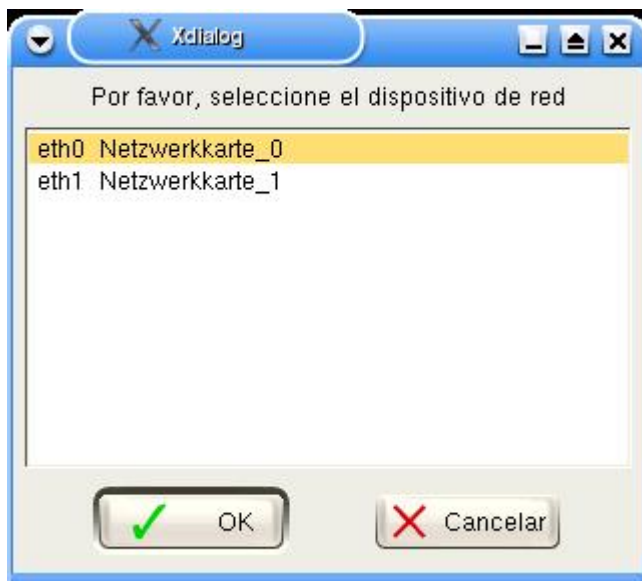 Xdialog
Por favor, seleccione el dispositivo de red
eth0 Netzwerkkarte_0
eth1 Netzwerkkarte_1
OK
Cancelar